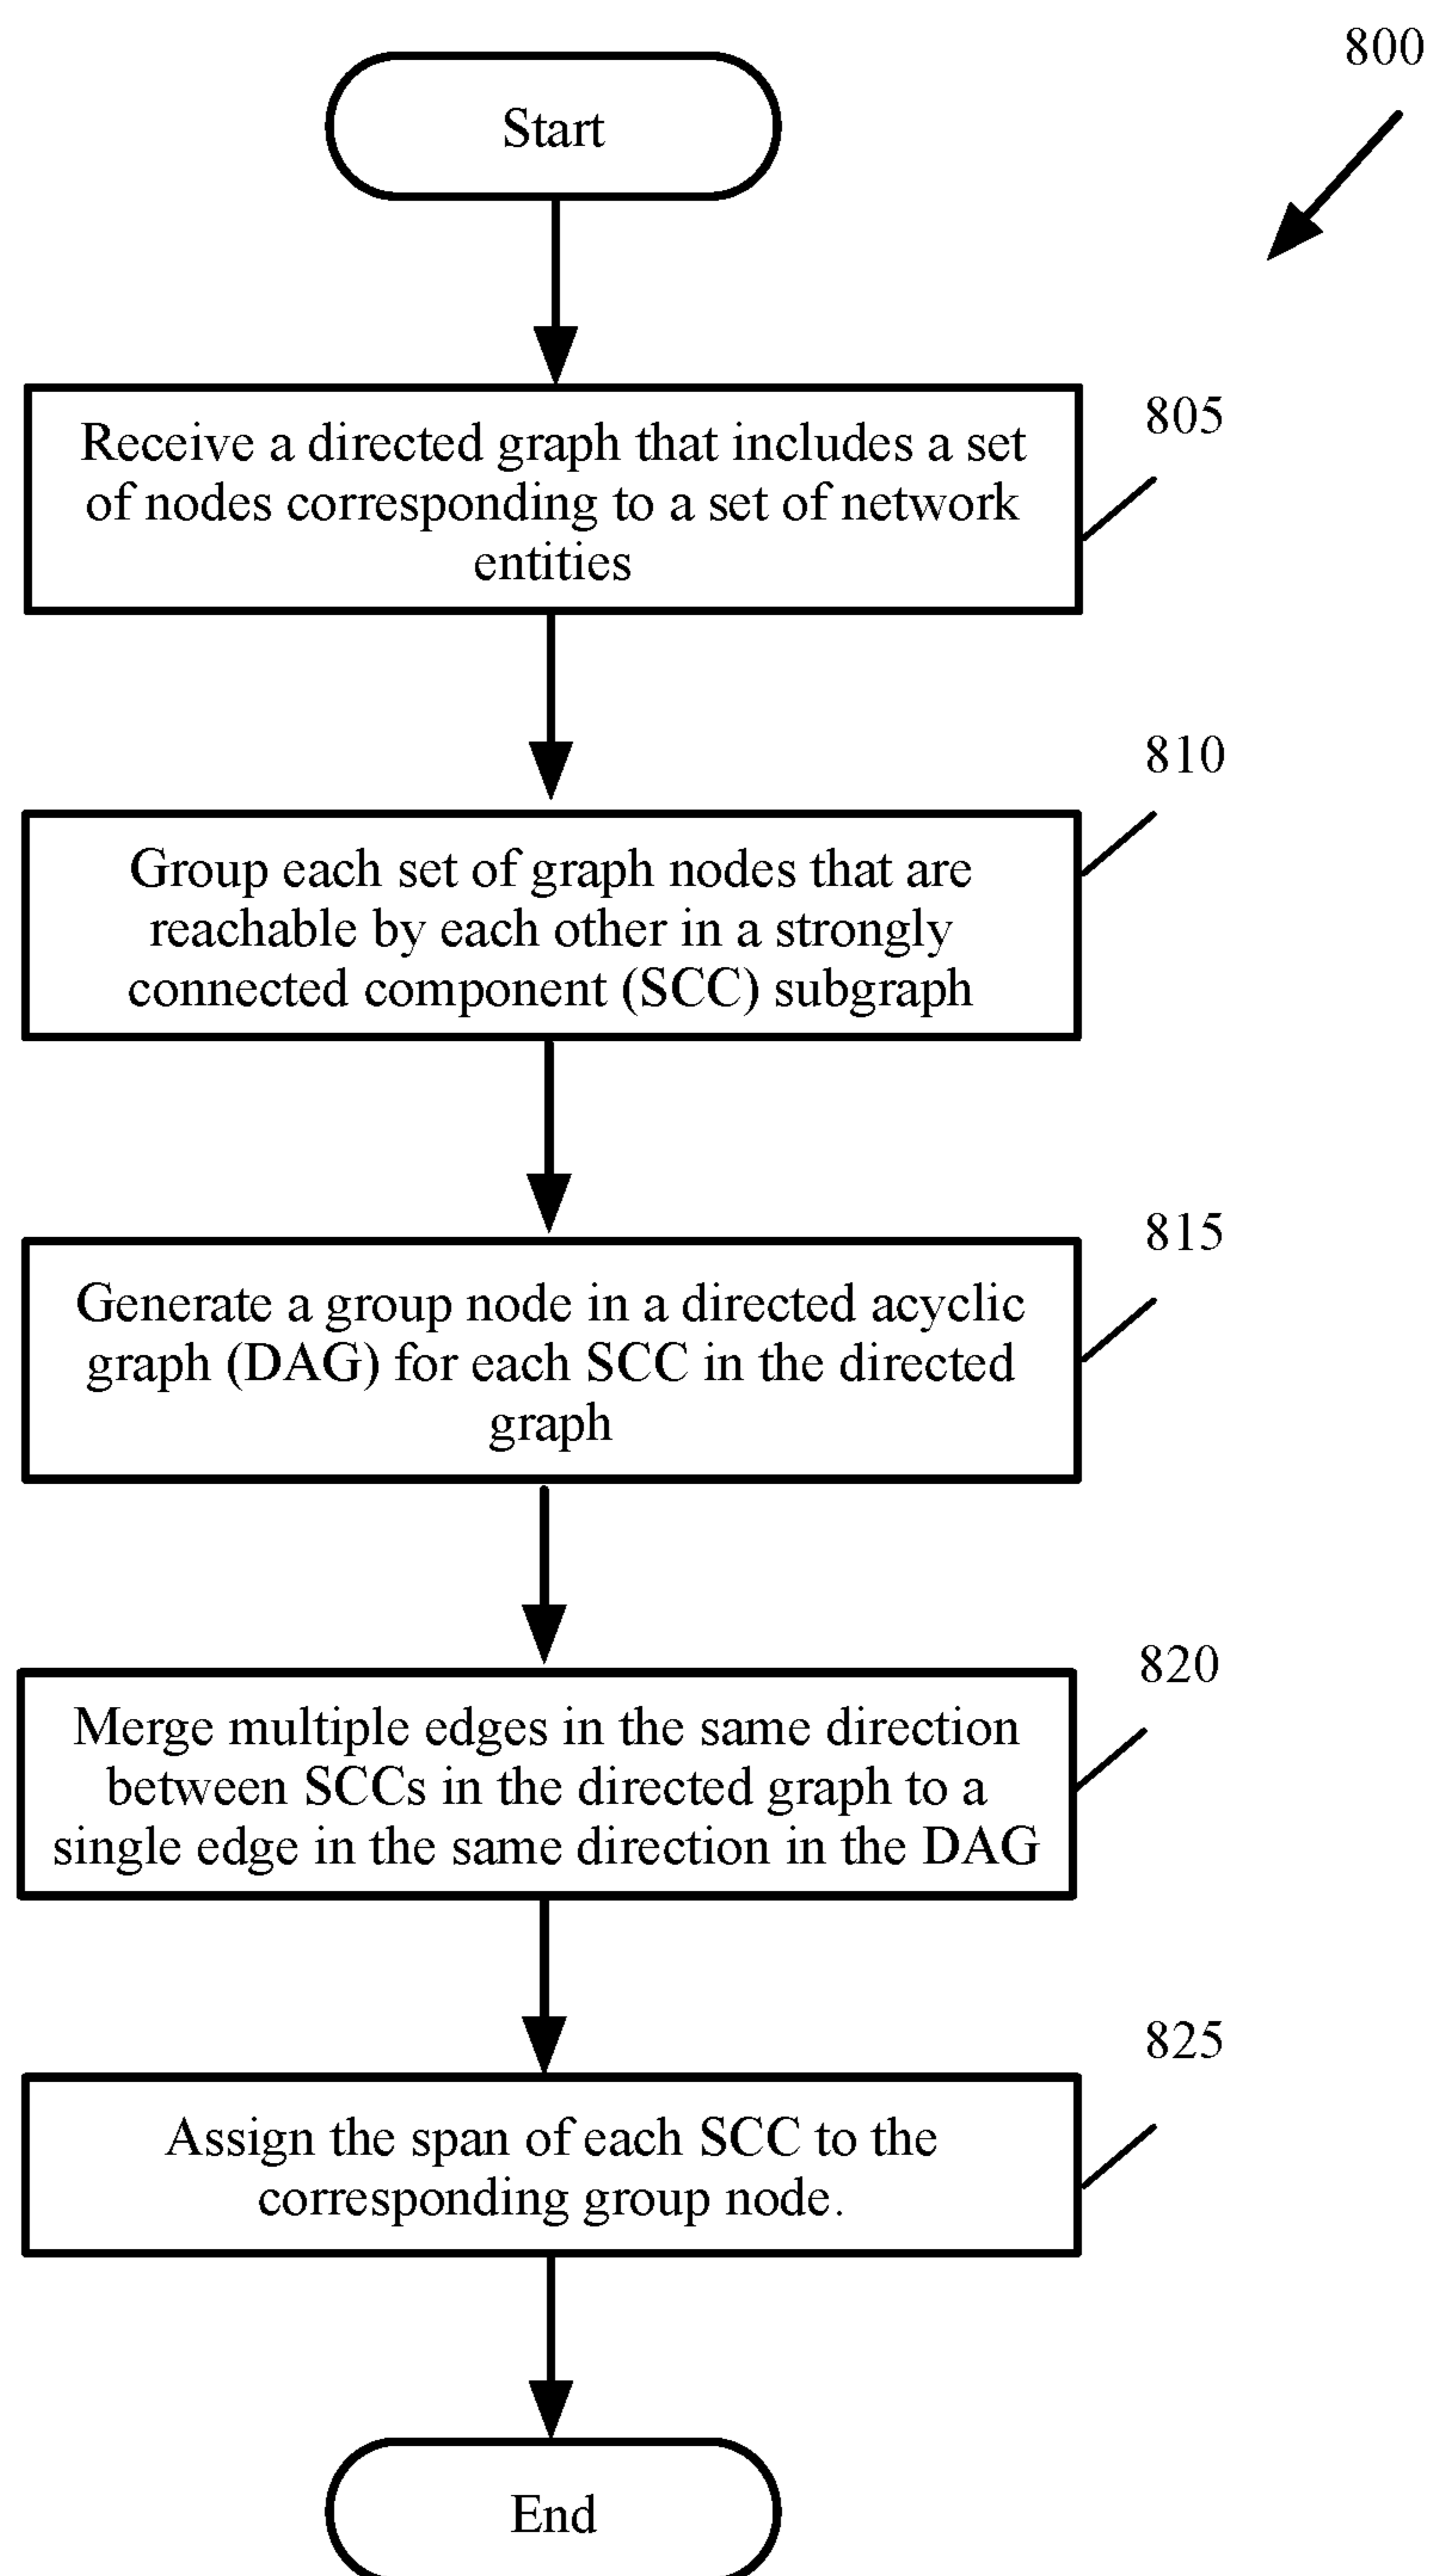 800
Start
805
Receive a directed graph that includes a set
of nodes corresponding to a set of network
entities
810
Group each set of graph nodes that are
reachable by each other in a strongly
connected component (SCC) subgraph
815
Generate a group node in a directed acyclic
graph (DAG) for each SCC in the directed
graph
820
Merge multiple edges in the same direction
between SCCs in the directed graph to a
single edge in the same direction in the DAG
825
Assign the span of each SCC to the
corresponding group node.
End